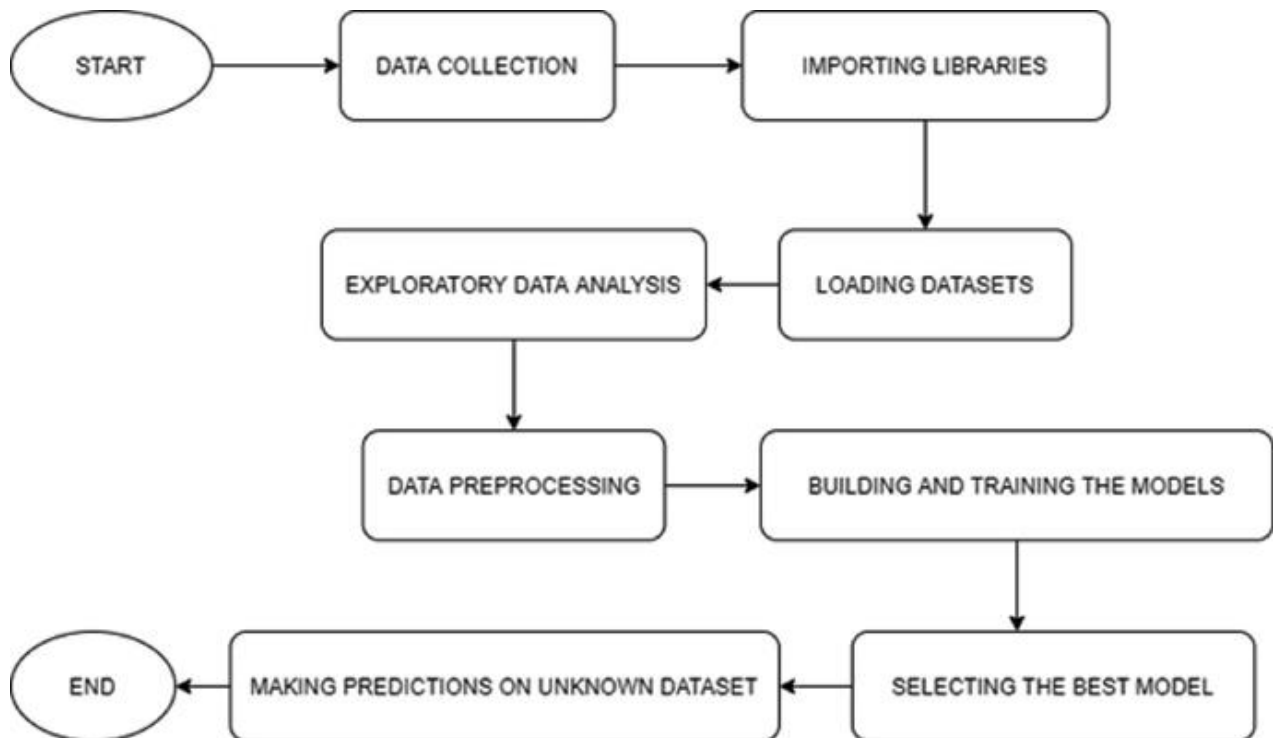 START
DATA COLLECTION
IMPORTING LIBRARIES
LOADING DATASETS
EXPLORATORY DATA ANALYSIS
DATA PREPROCESSING
BUILDING AND TRAINING THE MODELS
SELECTING THE BEST MODEL
MAKING PREDICTIONS ON UNKNOWN DATASET
END